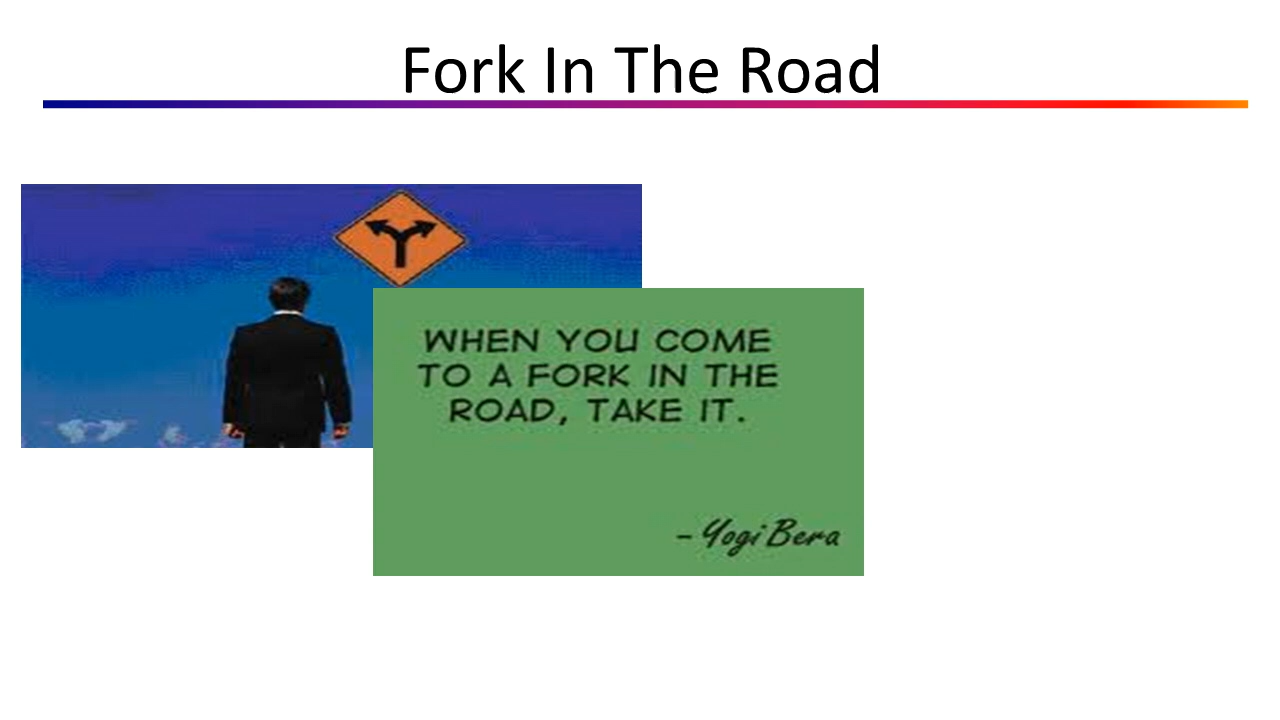 Fork In The Road
WHEN YOU COME
TO A FORK IN THE
ROAD, TAKE IT.
– Yogi Bera